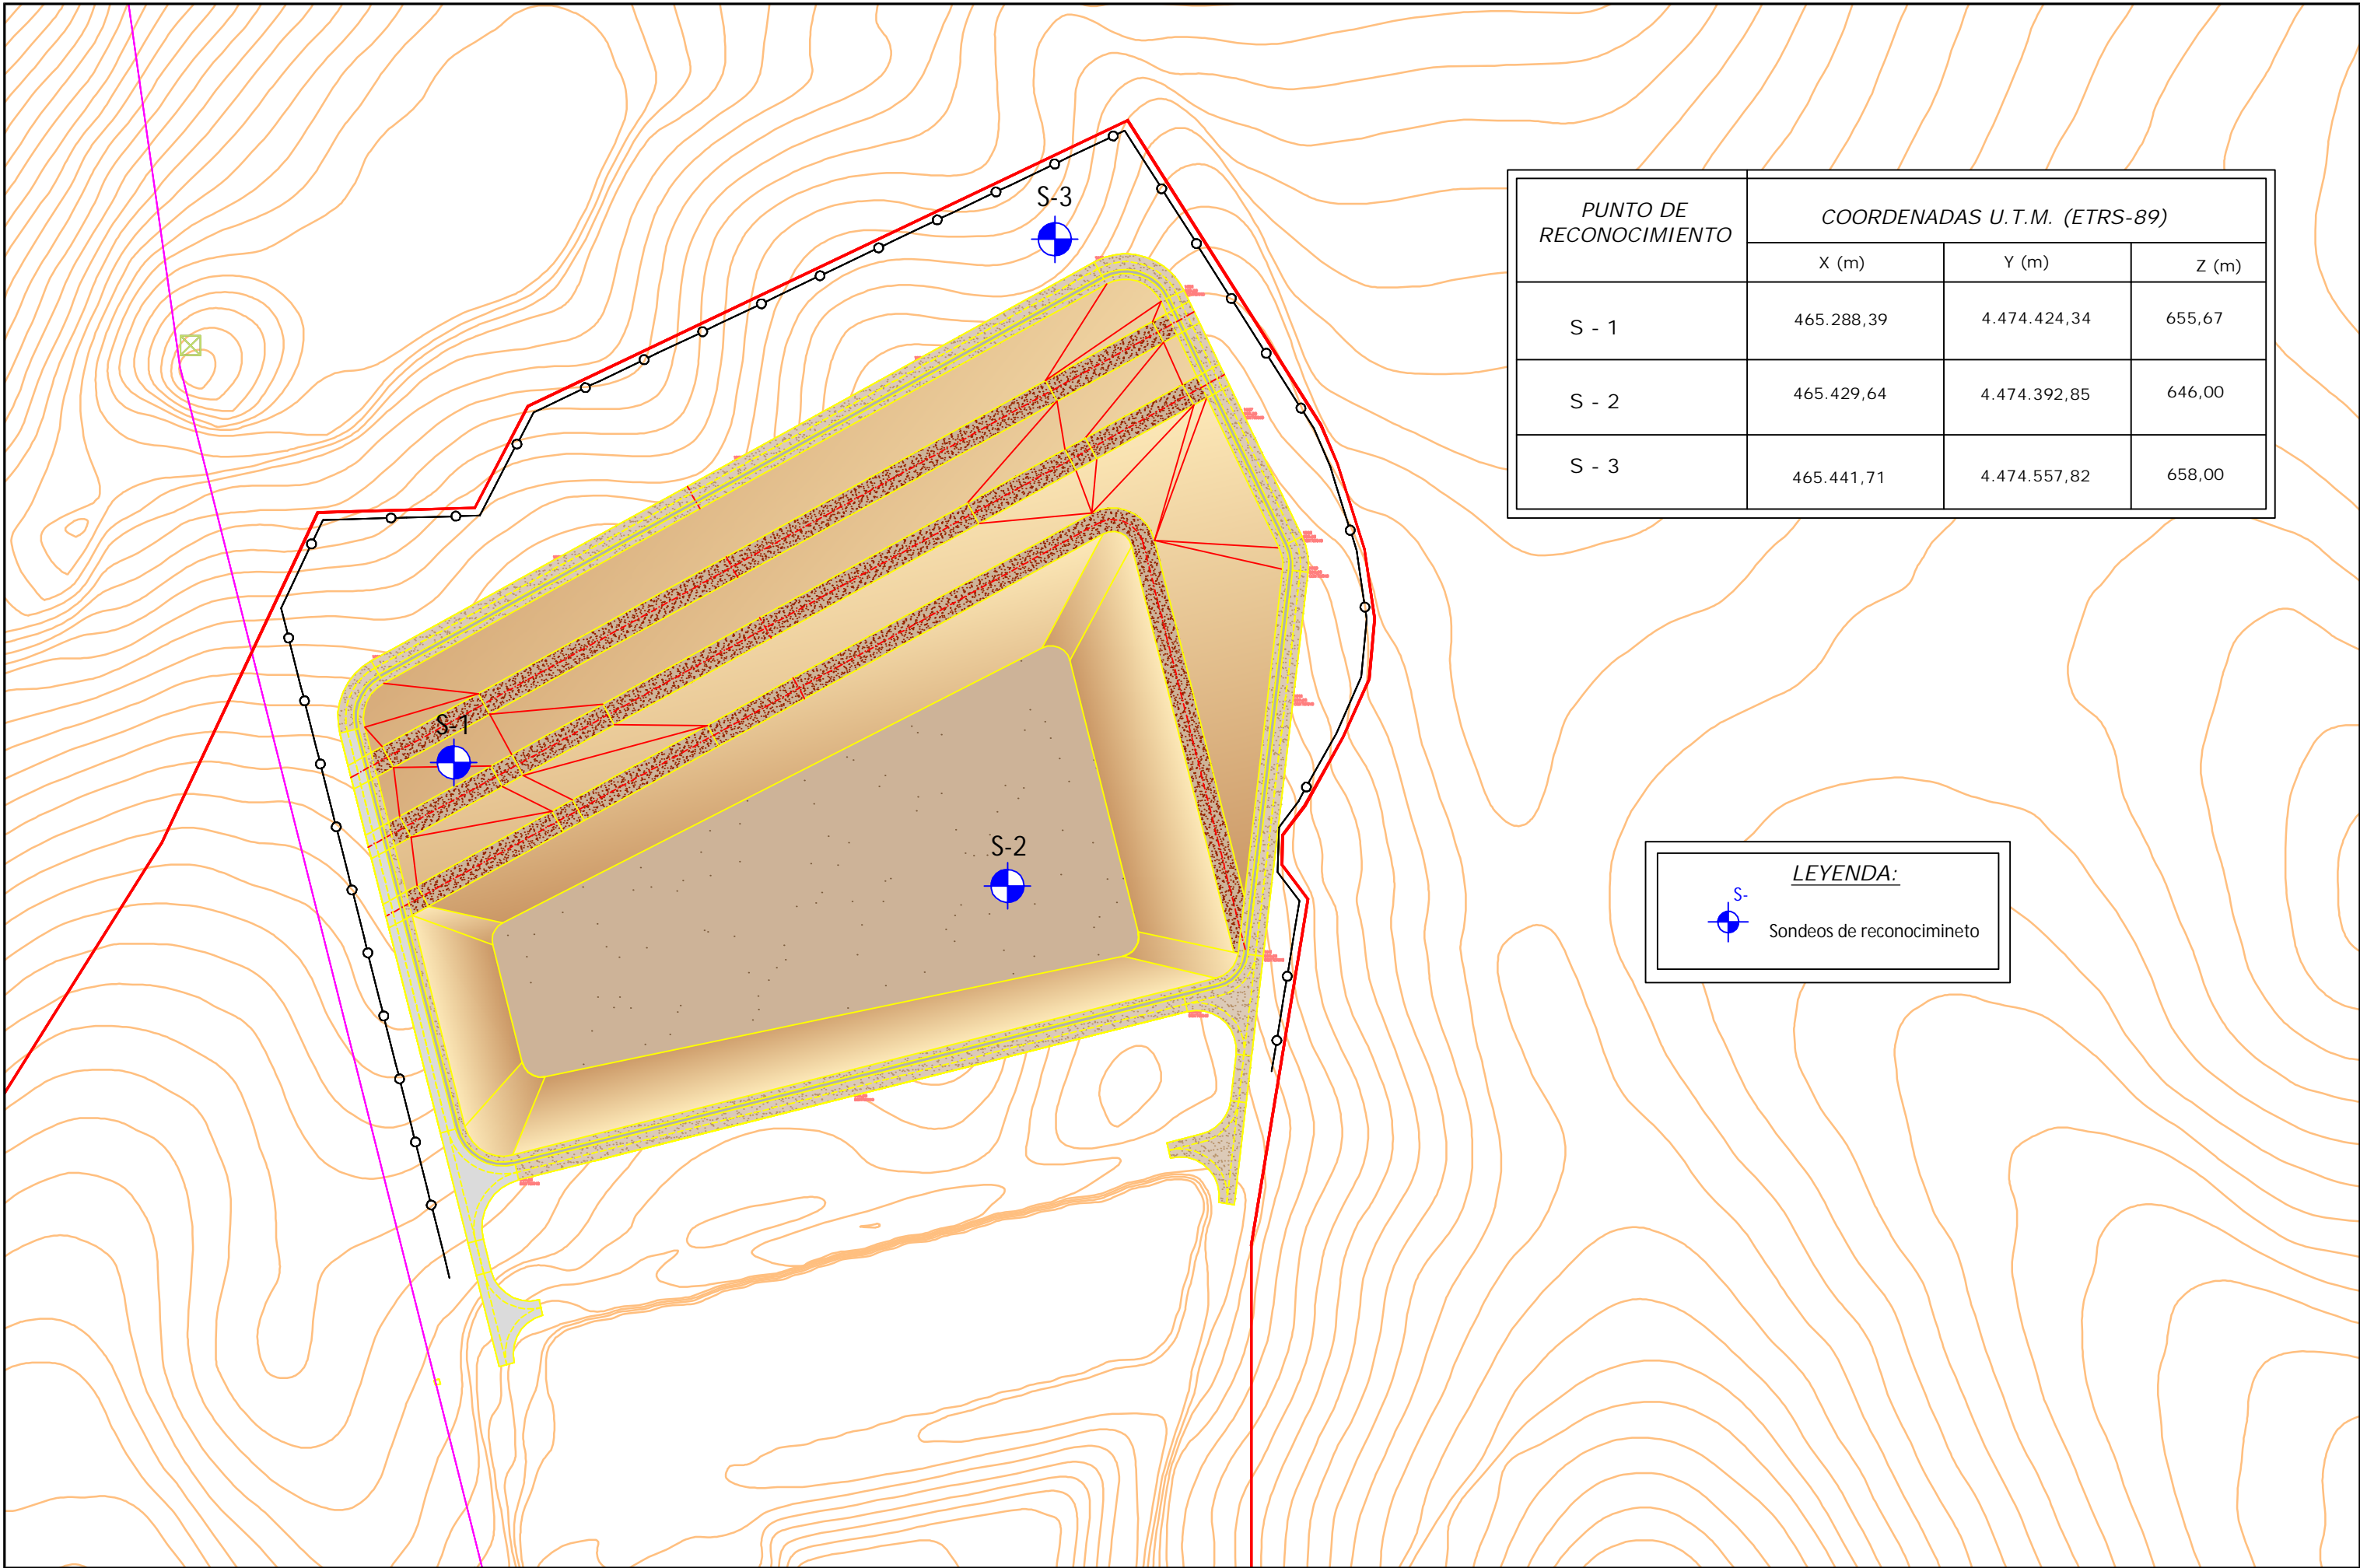 S-3
PUNTO DE
RECONOCIMIENTO
COORDENADAS U.T.M. (ETRS-89)
X (m) Y (m) Z (m)
S - 1 465.288,39 4.474.424,34 655,67
S - 2 465.429,64 4.474.392,85 646,00
S - 3 465.441,71 4.474.557,82 658,00
S-1
S-2
LEYENDA:
S-
Sondeos de reconocimineto